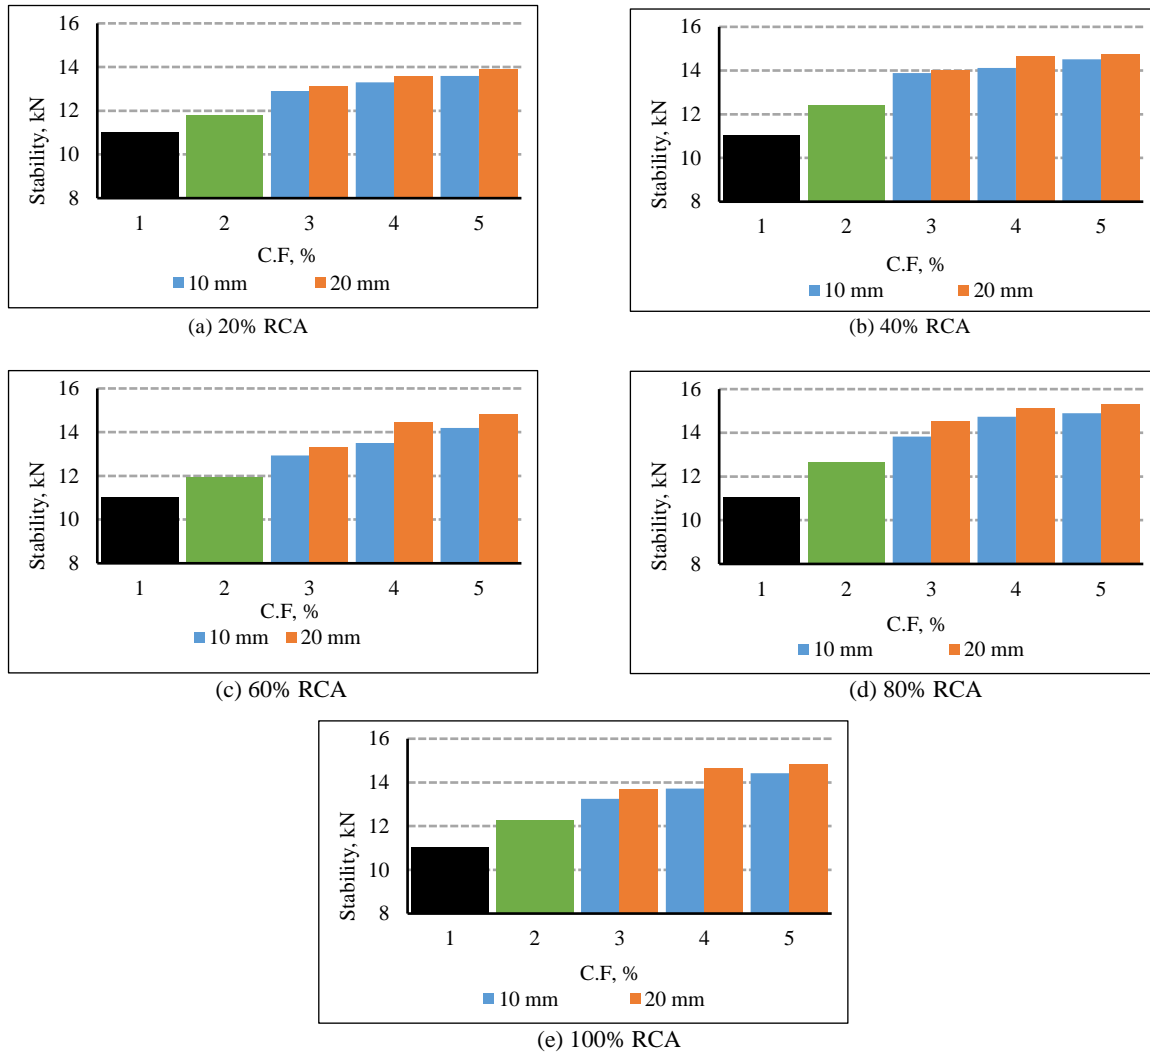 16
14
12
10
8
Stability, kN
1 2 3 4 5
C.F, %
10 mm 20 mm
(a) 20% RCA
16
14
12
10
8
Stability, kN
1 2 3 4 5
C.F, %
10 mm 20 mm
(b) 40% RCA
16
14
12
10
8
Stability, kN
1 2 3 4 5
C.F, %
10 mm 20 mm
(c) 60% RCA
16
14
12
10
8
Stability, kN
1 2 3 4 5
C.F, %
10 mm 20 mm
(d) 80% RCA
16
14
12
10
8
Stability, kN
1 2 3 4 5
C.F, %
10 mm 20 mm
(e) 100% RCA